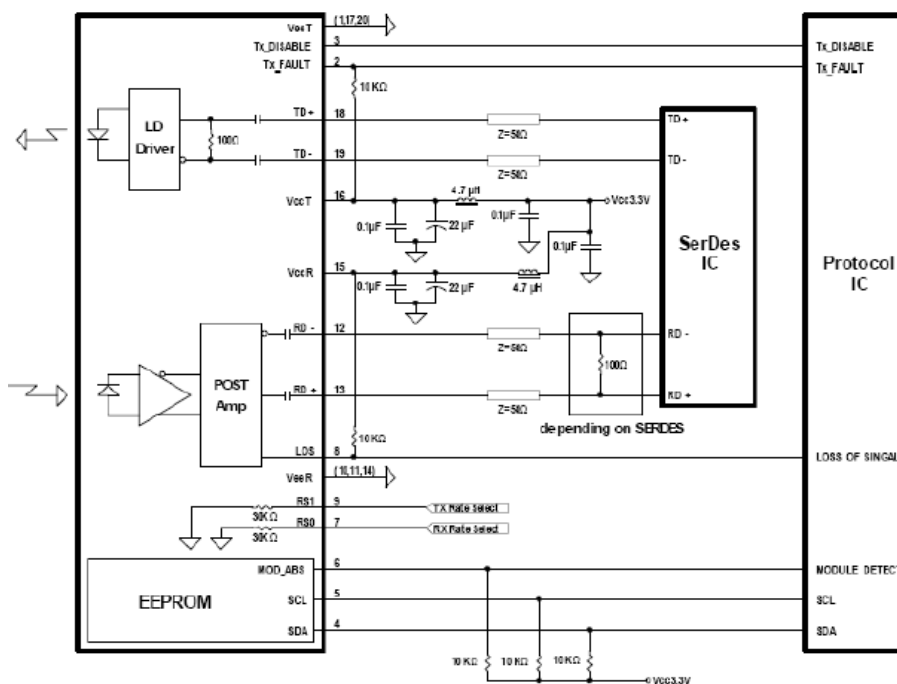 VeeT (1,17,20)
Tx_DISABLE 3 Tx_DISABLE
Tx_FAULT 2 Tx_FAULT
10 KΩ
LD Driver
100Ω
TD + 18 Z=50Ω TD +
TD - 19 Z=50Ω TD -
VccT 16 4.7 µH Vcc3.3V
0.1µF 22 µF 0.1µF 0.1µF
SerDes IC
Protocol IC
VccR 15
0.1µF 22 µF 4.7 µH
RD - 12 Z=50Ω RD -
POST Amp
100Ω
RD + 13 Z=50Ω RD +
depending on SERDES
10 KΩ
LOS 8 LOSS OF SINGAL
VeeR (10,11,14)
RS1 9 TX Rate Select
30KΩ
RS0 7 RX Rate Select
30KΩ
EEPROM
MOD_ABS 6 MODULE DETECT
SCL 5 SCL
SDA 4 SDA
10 KΩ 10 KΩ 10 KΩ
Vcc3.3V